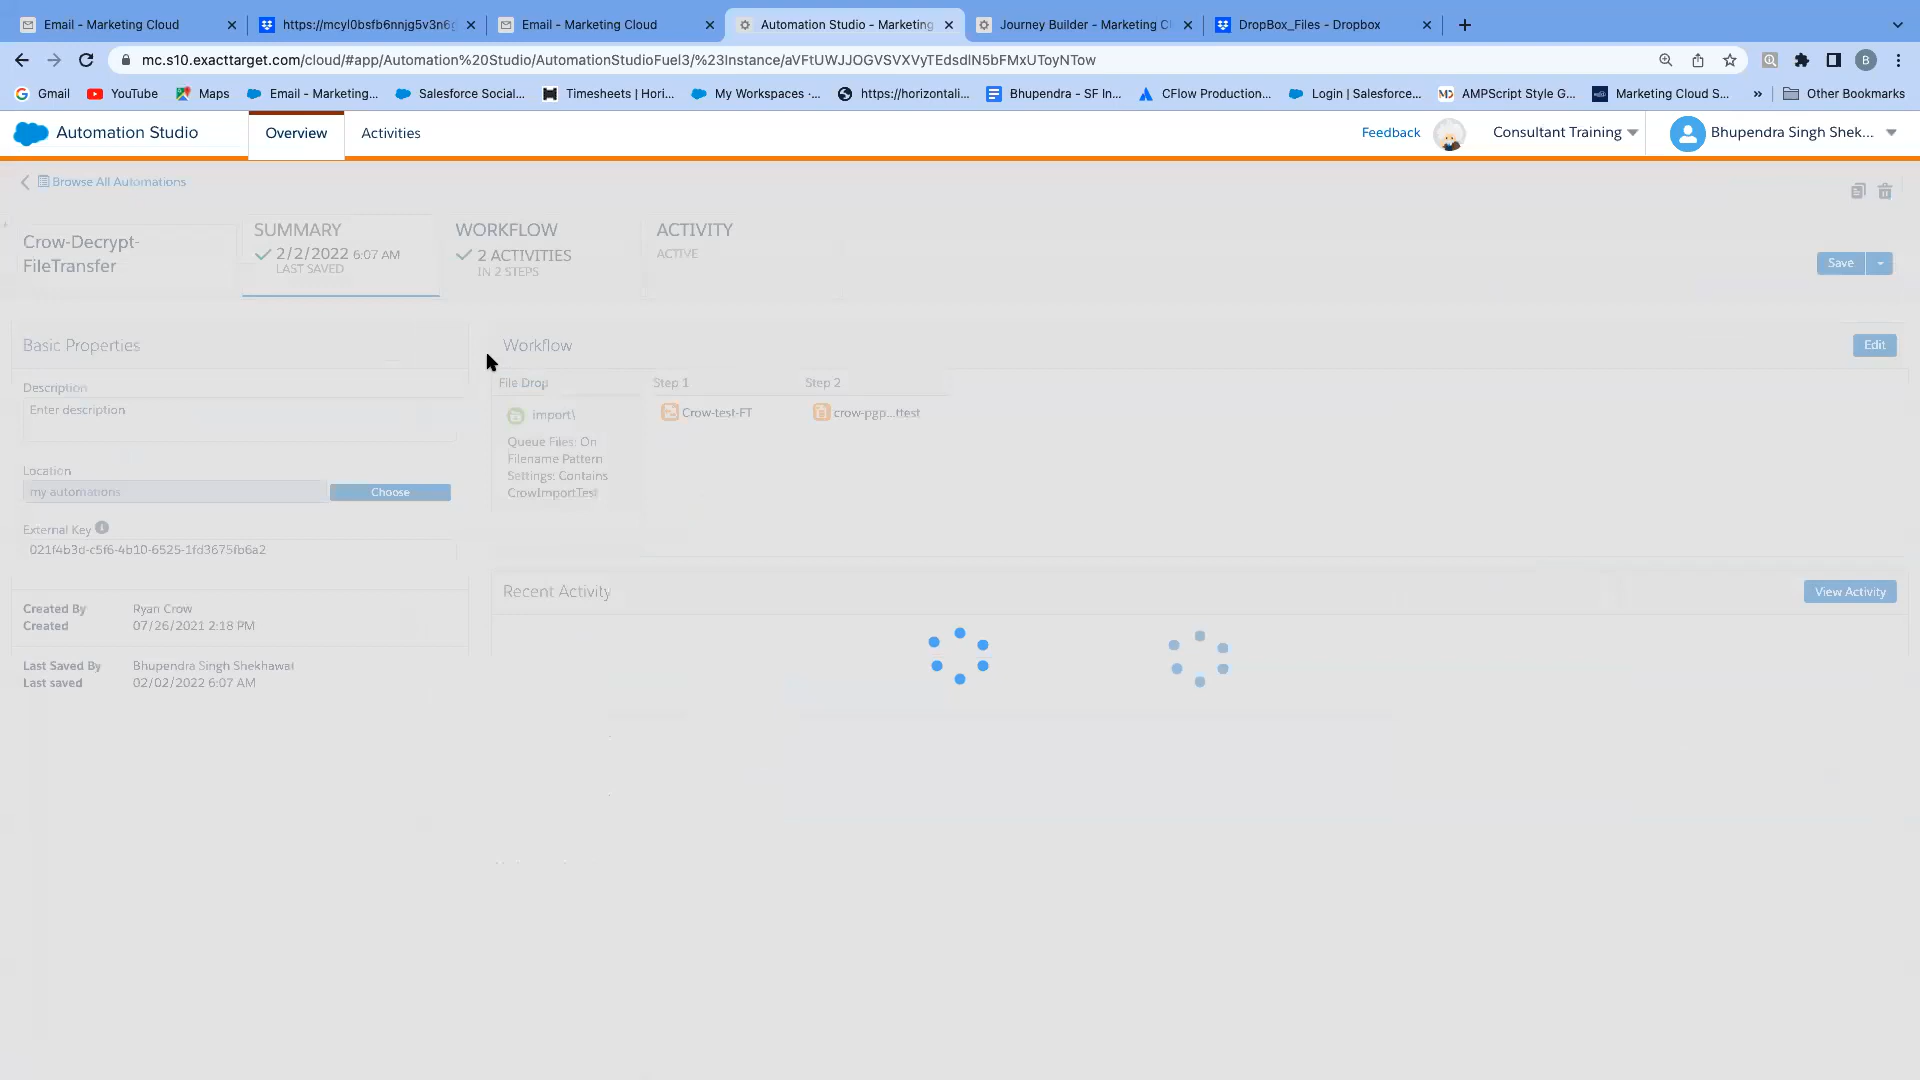 Email - Marketing Cloud
https://mcyl0bsfb6nnjg5v3n6g
Email - Marketing Cloud
Automation Studio - Marketing
Journey Builder - Marketing Cl
DropBox_Files - Dropbox
mc.s10.exacttarget.com/cloud/#app/Automation%20Studio/AutomationStudioFuel3/%23Instance/aVFtUWJJOGVSVXVyTEdsdlN5bFMxUToyNTow
B
Gmail
YouTube
Maps
Email - Marketing...
Salesforce Social...
Timesheets | Hori...
My Workspaces -...
https://horizontali...
Bhupendra - SF In...
CFlow Production...
Login | Salesforce...
AMPScript Style G...
Marketing Cloud S...
»
Other Bookmarks
Automation Studio
Overview
Activities
Feedback
Consultant Training
Bhupendra Singh Shek...
Browse All Automations
Crow-Decrypt-
FileTransfer
SUMMARY
2/2/2022 6:07 AM
LAST SAVED
WORKFLOW
2 ACTIVITIES
IN 2 STEPS
ACTIVITY
ACTIVE
Save
Basic Properties
Description
Enter description
Location
my automations
Choose
External Key
021f4b3d-c5f6-4b10-6525-1fd3675fb6a2
Created By Ryan Crow
Created 07/26/2021 2:18 PM
Last Saved By Bhupendra Singh Shekhawat
Last saved 02/02/2022 6:07 AM
Workflow
Edit
File Drop
Step 1
Step 2
import\
Crow-test-FT
crow-pgp...ttest
Queue Files: On
Filename Pattern
Settings: Contains
CrowImportTest
Recent Activity
View Activity